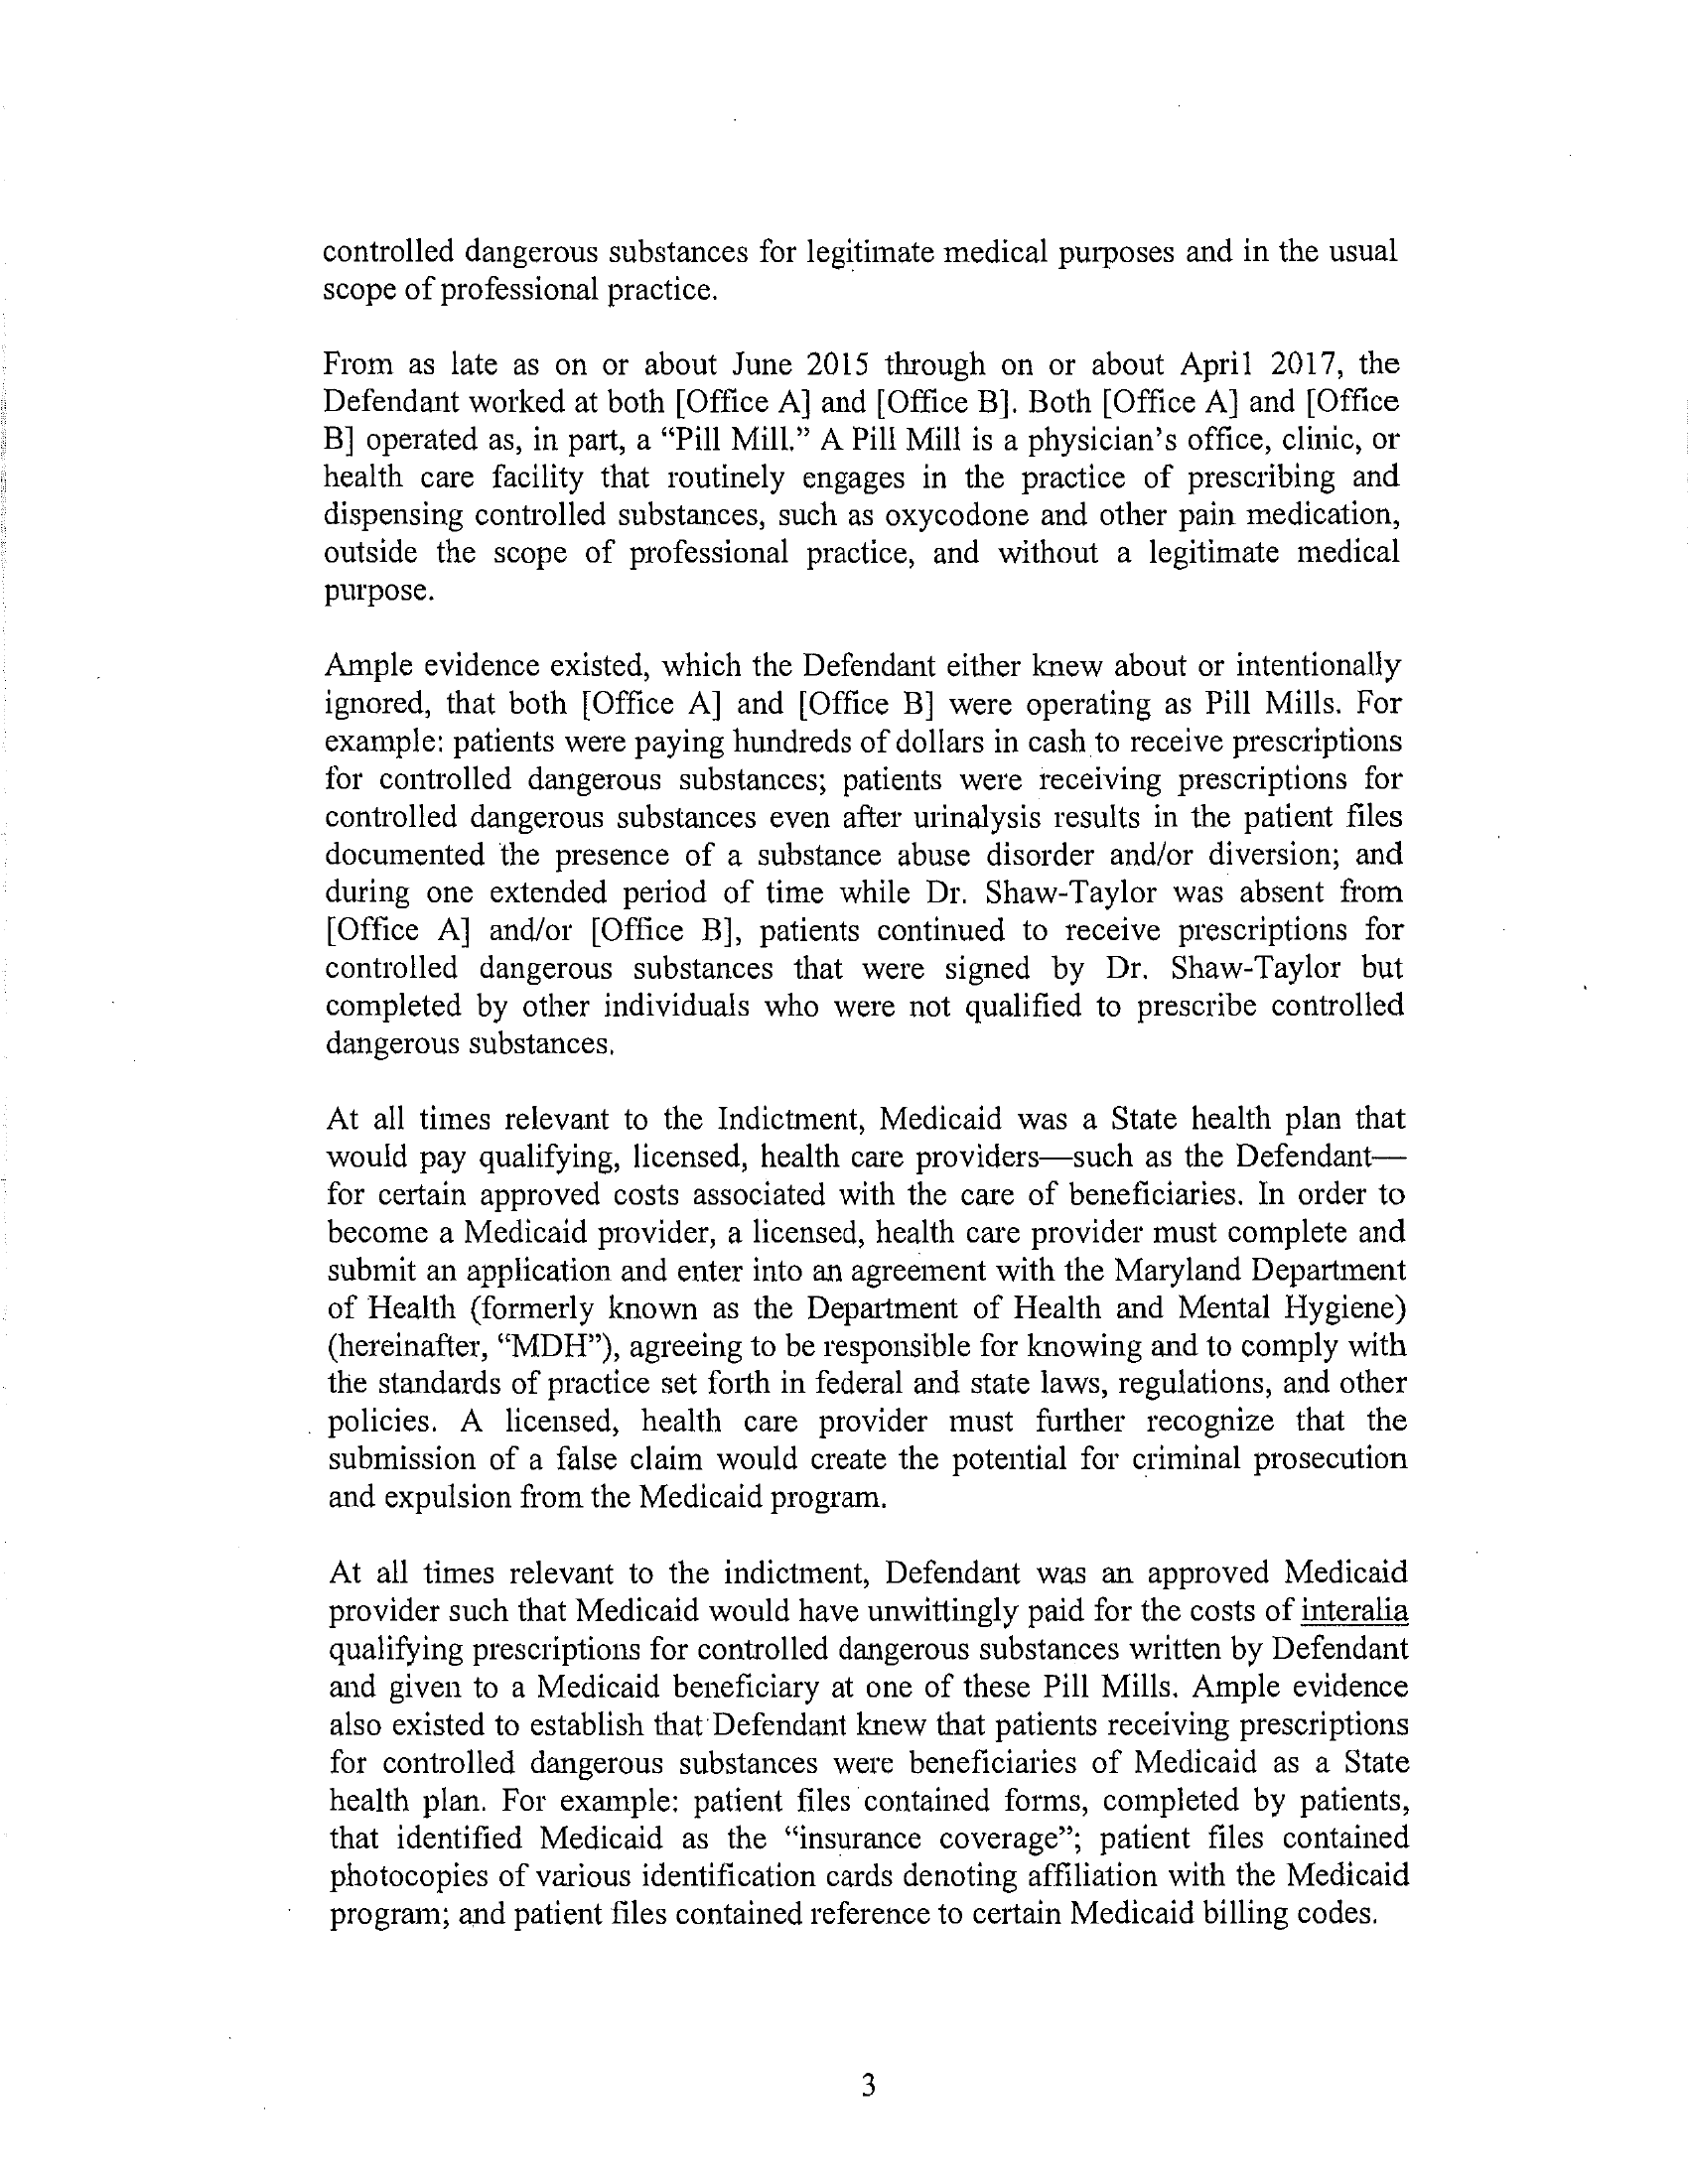 controlled dangerous substances for legitimate medical purposes and in the usual
scope of professional practice.
From as late as on or about June 2015 through on or about April 2017, the
Defendant worked at both [Office A] and [Office B]. Both [Office A] and [Office
B] operated as, in part, a “Pill Mill.” A Pill Mill is a physician’s office, clinic, or
health care facility that routinely engages in the practice of prescribing and
dispensing controlled substances, such as oxycodone and other pain medication,
outside the scope of professional practice, and without a legitimate medical
purpose.
Ample evidence existed, which the Defendant either knew about or intentionally
ignored, that both [Office A] and [Office B] were operating as Pill Mills. For
example: patients were paying hundreds of dollars in cash to receive prescriptions
for controlled dangerous substances; patients were receiving prescriptions for
controlled dangerous substances even after urinalysis results in the patient files
documented the presence of a substance abuse disorder and/or diversion; and
during one extended period of time while Dr. Shaw-Taylor was absent from
[Office A] and/or [Office B], patients continued to receive prescriptions for
controlled dangerous substances that were signed by Dr. Shaw-Taylor but
completed by other individuals who were not qualified to prescribe controlled
dangerous substances.
At all times relevant to the Indictment, Medicaid was a State health plan that
would pay qualifying, licensed, health care providers—such as the Defendant—
for certain approved costs associated with the care of beneficiaries. In order to
become a Medicaid provider, a licensed, health care provider must complete and
submit an application and enter into an agreement with the Maryland Department
of Health (formerly known as the Department of Health and Mental Hygiene)
(hereinafter, “MDH”), agreeing to be responsible for knowing and to comply with
the standards of practice set forth in federal and state laws, regulations, and other
policies. A licensed, health care provider must further recognize that the
submission of a false claim would create the potential for criminal prosecution
and expulsion from the Medicaid program.
At all times relevant to the indictment, Defendant was an approved Medicaid
provider such that Medicaid would have unwittingly paid for the costs of interalia
qualifying prescriptions for controlled dangerous substances written by Defendant
and given to a Medicaid beneficiary at one of these Pill Mills. Ample evidence
also existed to establish that Defendant knew that patients receiving prescriptions
for controlled dangerous substances were beneficiaries of Medicaid as a State
health plan. For example: patient files contained forms, completed by patients,
that identified Medicaid as the “insurance coverage”; patient files contained
photocopies of various identification cards denoting affiliation with the Medicaid
program; and patient files contained reference to certain Medicaid billing codes.
3